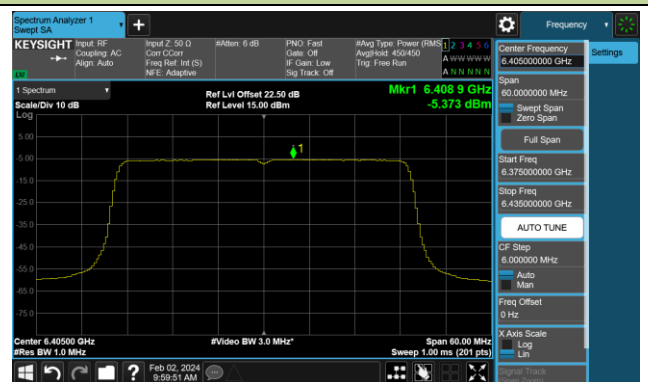 Spectrum Analyzer 1
Swept SA
Frequency
KEYSIGHT
Input: RF
Coupling: AC
Align: Auto
Input Z: 50 Ω
Corr CCorr
Freq Ref: Int (S)
NFE: Adaptive
#Atten: 6 dB
PNO: Fast
Gate: Off
IF Gain: Low
Sig Track: Off
#Avg Type: Power (RMS
Avg|Hold: 450/450
Trig: Free Run
1 2 3 4 5 6
A W W W W W
A N N N N N
1 Spectrum
Scale/Div 10 dB
Log
Ref Lvl Offset 22.50 dB
Ref Level 15.00 dBm
Mkr1 6.408 9 GHz
-5.373 dBm
5.00
-5.00
-15.0
-25.0
-35.0
-45.0
-55.0
-65.0
-75.0
1
Center 6.40500 GHz
#Res BW 1.0 MHz
#Video BW 3.0 MHz*
Span 60.00 MHz
Sweep 1.00 ms (201 pts)
Center Frequency
6.405000000 GHz
Settings
Span
60.0000000 MHz
Swept Span
Zero Span
Full Span
Start Freq
6.375000000 GHz
Stop Freq
6.435000000 GHz
AUTO TUNE
CF Step
6.000000 MHz
Auto
Man
Freq Offset
0 Hz
X Axis Scale
Log
Lin
Signal Track
Feb 02, 2024
9:59:51 AM